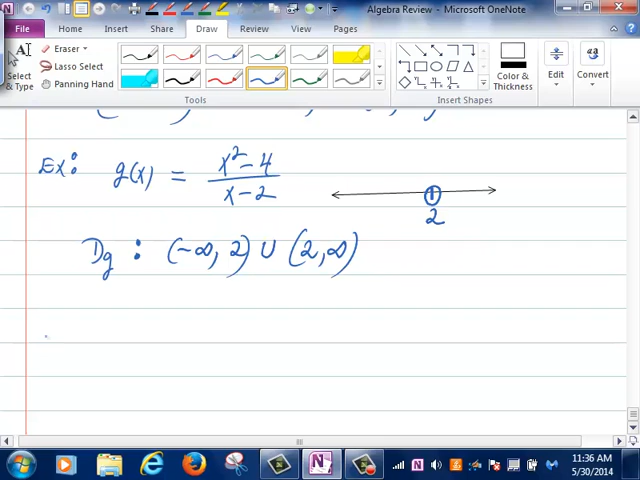 Algebra Review - Microsoft OneNote
File Home Insert Share Draw Review View
Select & Type
Eraser
Lasso Select
Panning Hand
Color & Thickness
Edit
Convert
Tools
Insert Shapes
Ex: g(x) = x² - 4 / x - 2
2
Dg : (-∞, 2) ∪ (2, ∞)
11:36 AM
5/30/2014